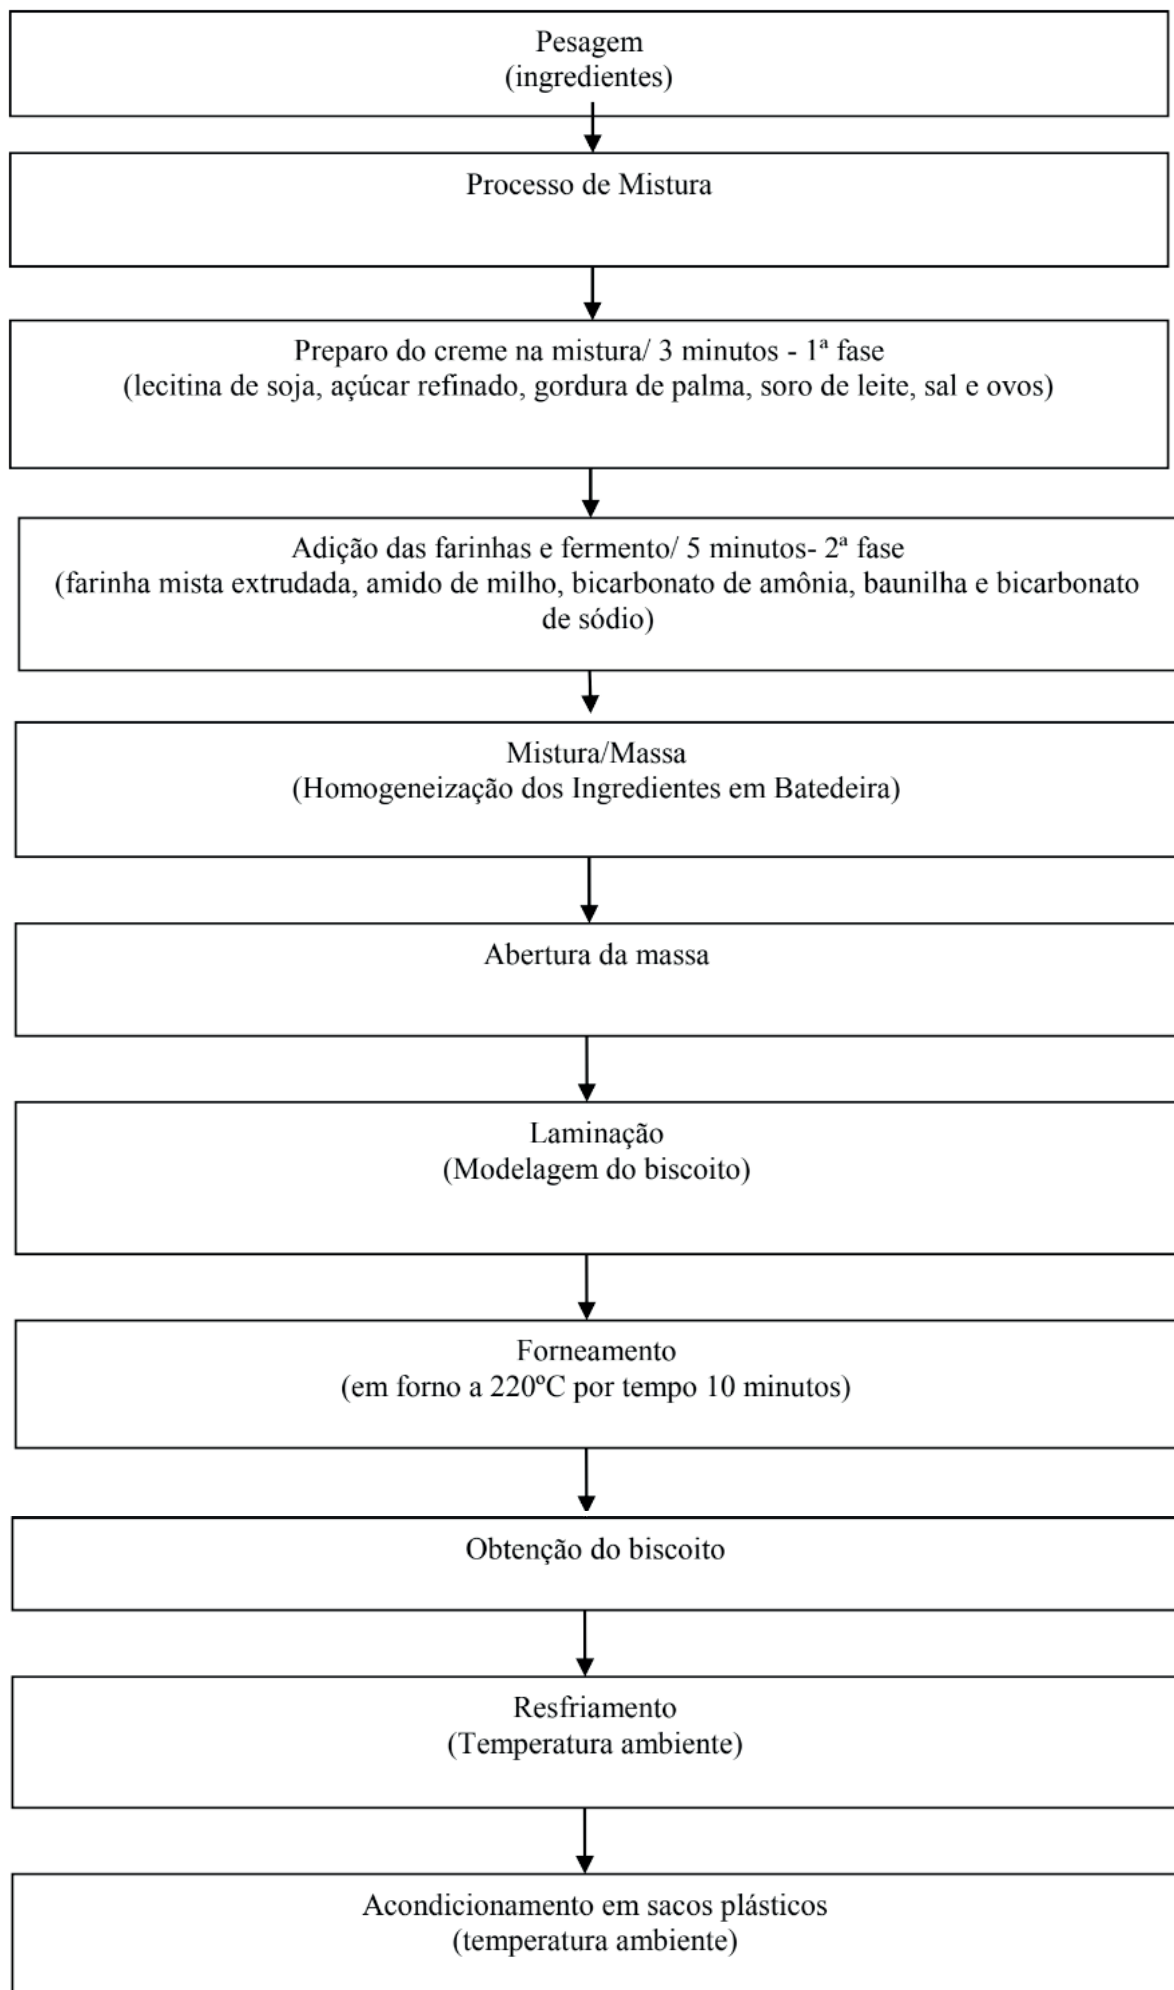 Pesagem
(ingredientes)
Processo de Mistura
Preparo do creme na mistura/ 3 minutos - 1ª fase
(lecitina de soja, açúcar refinado, gordura de palma, soro de leite, sal e ovos)
Adição das farinhas e fermento/ 5 minutos- 2ª fase
(farinha mista extrudada, amido de milho, bicarbonato de amônia, baunilha e bicarbonato
de sódio)
Mistura/Massa
(Homogeneização dos Ingredientes em Batedeira)
Abertura da massa
Laminação
(Modelagem do biscoito)
Forneamento
(em forno a 220ºC por tempo 10 minutos)
Obtenção do biscoito
Resfriamento
(Temperatura ambiente)
Acondicionamento em sacos plásticos
(temperatura ambiente)